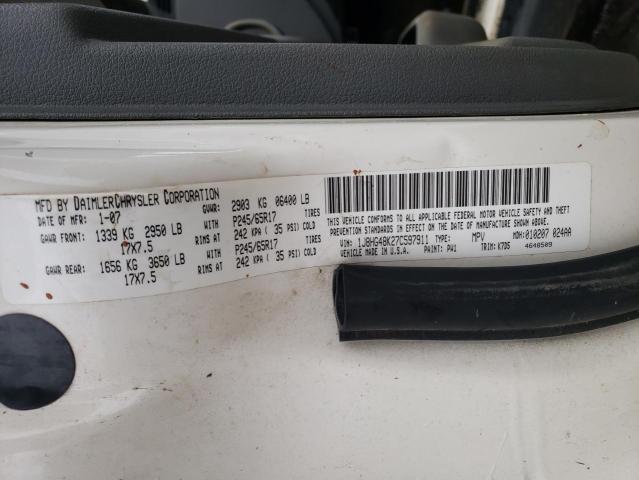 MFD BY DAIMLERCHRYSLER CORPORATION
DATE OF MFR 1-07 GVWR: 2903 KG 06400 LB
GAWR FRONT: 1339 KG 2950 LB WITH P245/65R17 TIRES
17X7.5 RIMS AT 242 KPA ( 35 PSI) COLD
GAWR REAR: 1656 KG 3650 LB WITH P245/65R17 TIRES
17X7.5 RIMS AT 242 KPA ( 35 PSI) COLD
THIS VEHICLE CONFORMS TO ALL APPLICABLE FEDERAL MOTOR VEHICLE SAFETY AND THEFT
PREVENTION STANDARDS IN EFFECT ON THE DATE OF MANUFACTURE SHOWN ABOVE.
VIN: 1J8HG48K27C597911 TYPE: MPV MDH: 010207 024AA
VEHICLE MADE IN U.S.A. PAINT: PW1 TRIM: K7D5 4648509